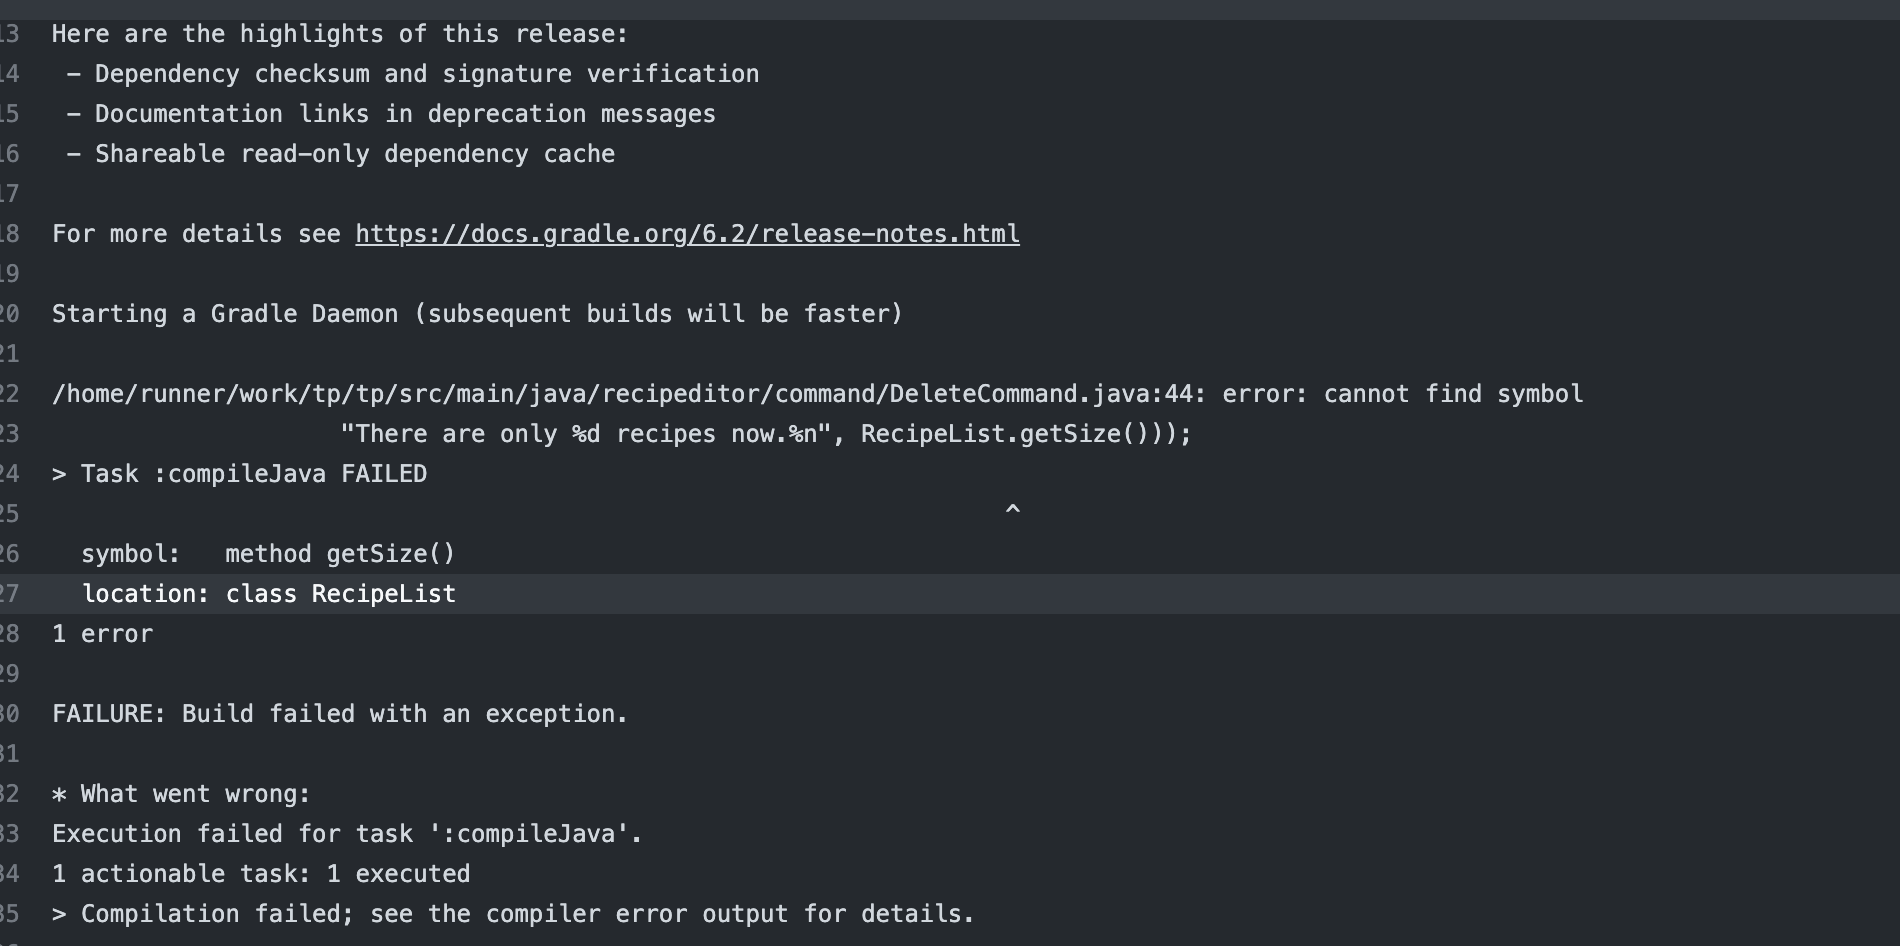 13 Here are the highlights of this release:
14 – Dependency checksum and signature verification
15 – Documentation links in deprecation messages
16 – Shareable read–only dependency cache
17
18 For more details see https://docs.gradle.org/6.2/release–notes.html
19
20 Starting a Gradle Daemon (subsequent builds will be faster)
21
22 /home/runner/work/tp/tp/src/main/java/recipeditor/command/DeleteCommand.java:44: error: cannot find symbol
23 "There are only %d recipes now.%n", RecipeList.getSize()));
24 > Task :compileJava FAILED
25 ^
26 symbol:   method getSize()
27 location: class RecipeList
28 1 error
29
30 FAILURE: Build failed with an exception.
31
32 * What went wrong:
33 Execution failed for task ':compileJava'.
34 1 actionable task: 1 executed
35 > Compilation failed; see the compiler error output for details.